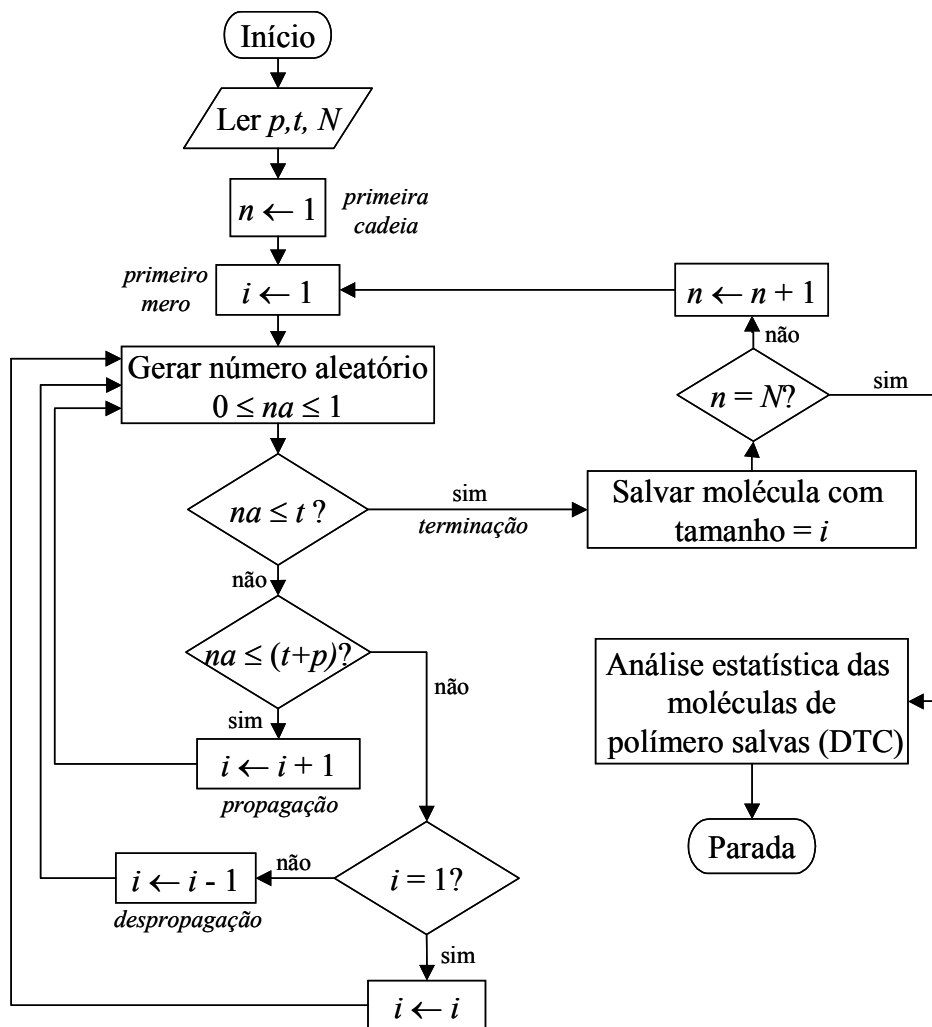 Início
Ler p,t, N
n ← 1
primeira
cadeia
primeiro
mero
i ← 1
n ← n + 1
não
Gerar número aleatório
0 ≤ na ≤ 1
n = N?
sim
na ≤ t ?
sim
terminação
Salvar molécula com
tamanho = i
não
na ≤ (t+p)?
não
sim
i ← i + 1
propagação
Análise estatística das
moléculas de
polímero salvas (DTC)
Parada
i = 1?
não
i ← i - 1
despropagação
sim
i ← i